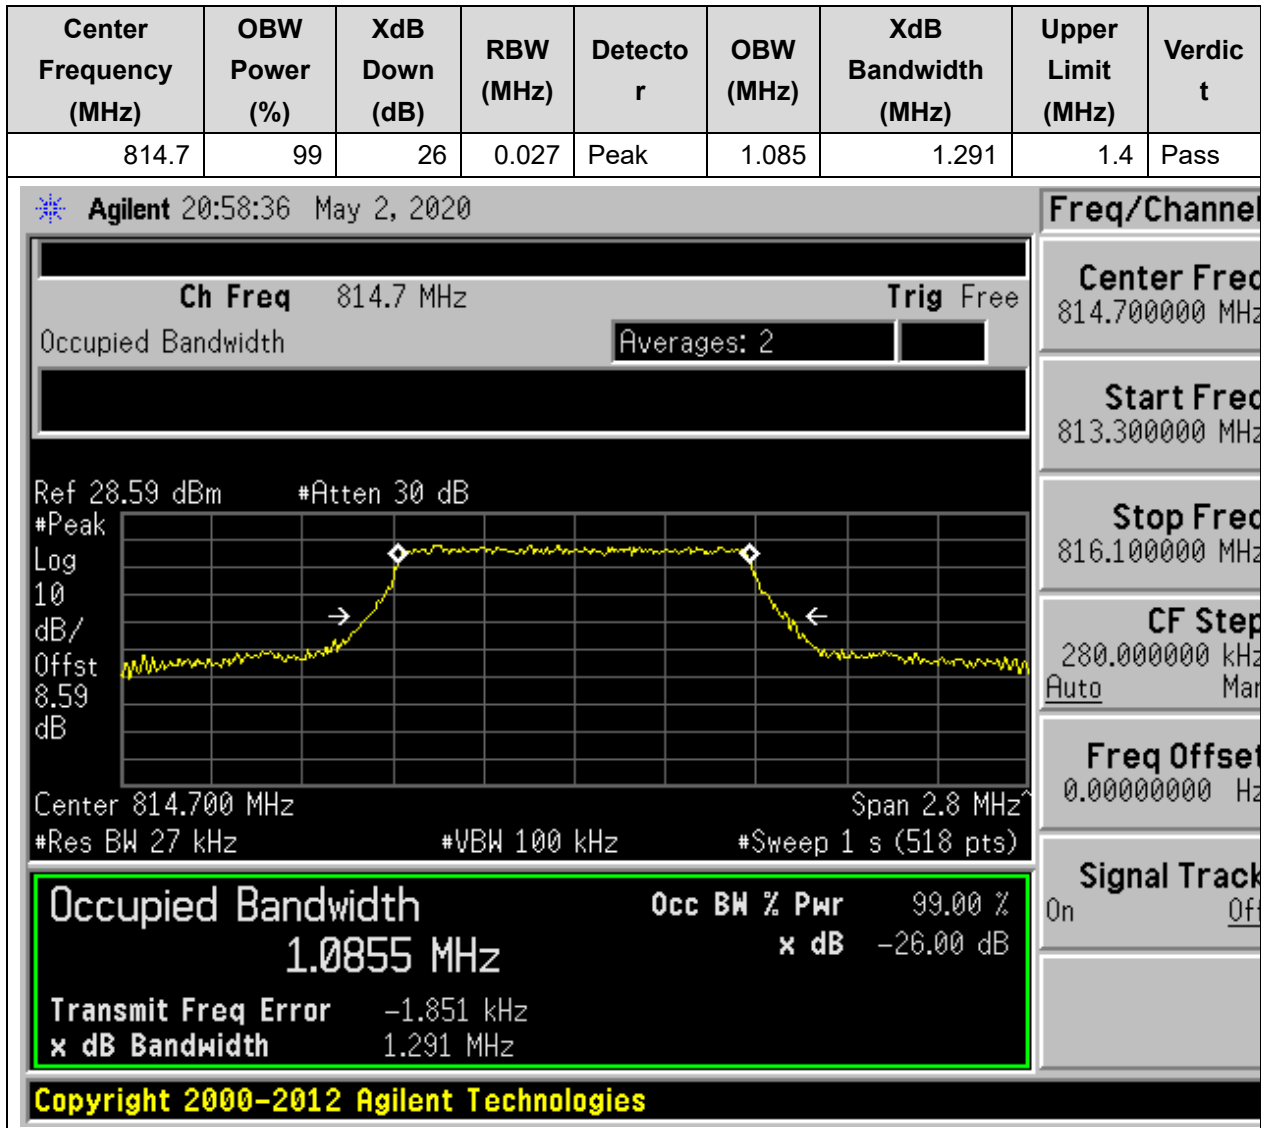 Center Frequency (MHz) OBW Power (%) XdB Down (dB) RBW (MHz) Detector OBW (MHz) XdB Bandwidth (MHz) Upper Limit (MHz) Verdict
814.7 99 26 0.027 Peak 1.085 1.291 1.4 Pass
Agilent 20:58:36 May 2, 2020
Freq/Channel
Ch Freq 814.7 MHz Trig Free
Occupied Bandwidth Averages: 2
Center Freq
814.700000 MHz
Start Freq
813.300000 MHz
Stop Freq
816.100000 MHz
CF Step
280.000000 kHz
Auto Man
Freq Offset
0.00000000 Hz
Signal Track
On Off
Ref 28.59 dBm #Atten 30 dB
#Peak
Log
10
dB/
Offst
8.59
dB
Center 814.700 MHz Span 2.8 MHz^
#Res BW 27 kHz #VBW 100 kHz #Sweep 1 s (518 pts)
Occupied Bandwidth Occ BW % Pwr 99.00 %
1.0855 MHz x dB -26.00 dB
Transmit Freq Error -1.851 kHz
x dB Bandwidth 1.291 MHz
Copyright 2000-2012 Agilent Technologies